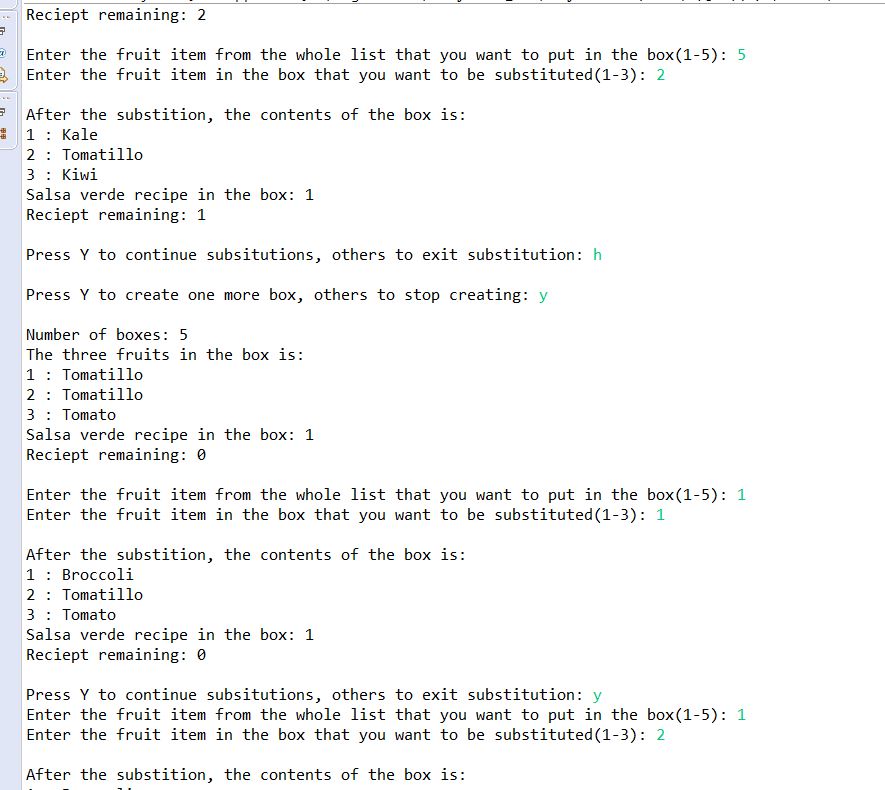 Reciept remaining: 2
Enter the fruit item from the whole list that you want to put in the box(1-5): 5
Enter the fruit item in the box that you want to be substituted(1-3): 2
After the substition, the contents of the box is:
1 : Kale
2 : Tomatillo
3 : Kiwi
Salsa verde recipe in the box: 1
Reciept remaining: 1
Press Y to continue subsitutions, others to exit substitution: h
Press Y to create one more box, others to stop creating: y
Number of boxes: 5
The three fruits in the box is:
1 : Tomatillo
2 : Tomatillo
3 : Tomato
Salsa verde recipe in the box: 1
Reciept remaining: 0
Enter the fruit item from the whole list that you want to put in the box(1-5): 1
Enter the fruit item in the box that you want to be substituted(1-3): 1
After the substition, the contents of the box is:
1 : Broccoli
2 : Tomatillo
3 : Tomato
Salsa verde recipe in the box: 1
Reciept remaining: 0
Press Y to continue subsitutions, others to exit substitution: y
Enter the fruit item from the whole list that you want to put in the box(1-5): 1
Enter the fruit item in the box that you want to be substituted(1-3): 2
After the substition, the contents of the box is: